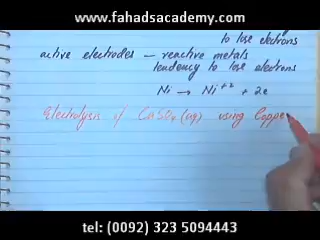 www.fahadsacademy.com
to lose electrons
active electrodes – reactive metals
tendency to lose electrons
Ni → Ni⁺² + 2e
Electrolysis of CuSO₄ (aq) using Coppe
tel: (0092) 323 5094443